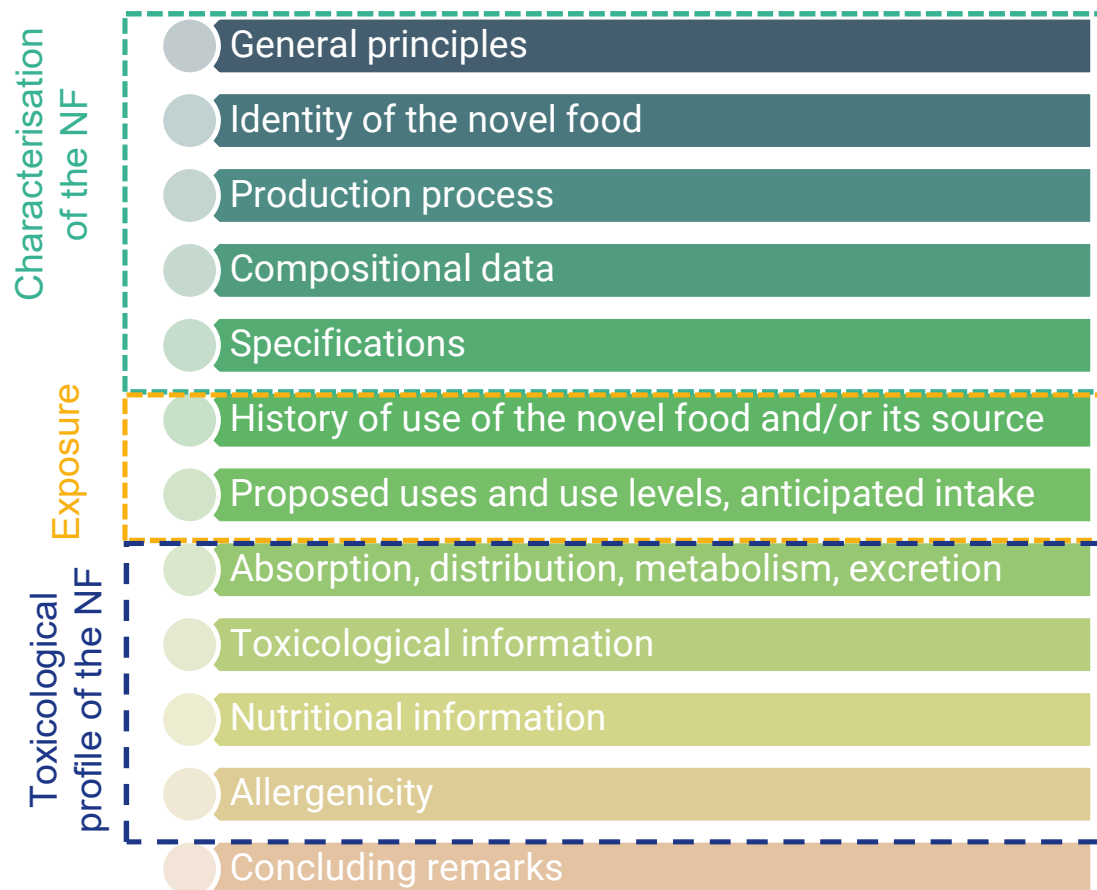 Characterisation
of the NF
General principles
Identity of the novel food
Production process
Compositional data
Specifications
Exposure
History of use of the novel food and/or its source
Proposed uses and use levels, anticipated intake
Toxicological
profile of the NF
Absorption, distribution, metabolism, excretion
Toxicological information
Nutritional information
Allergenicity
Concluding remarks